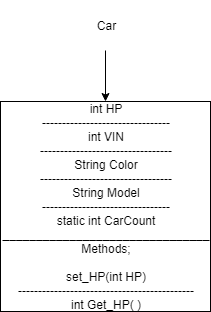 Car
int HP
int VIN
String Color
String Model
static int CarCount
Methods;
set_HP(int HP)
int Get_HP( )